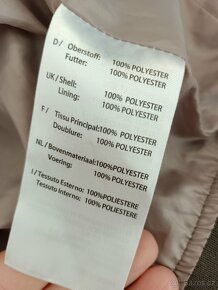 D / Oberstoff: 100% POLYESTER
Futter: 100% POLYESTER
UK / Shell: 100% POLYESTER
Lining: 100% POLYESTER
F / Tissu Principal:100% POLYESTER
Doublure: 100% POLYESTER
NL / Bovenmateriaal:100% POLYESTER
Voering: 100% POLYESTER
I / Tessuto Esterno: 100%POLIESTERE
Tessuto Interno: 100%POLIESTERE